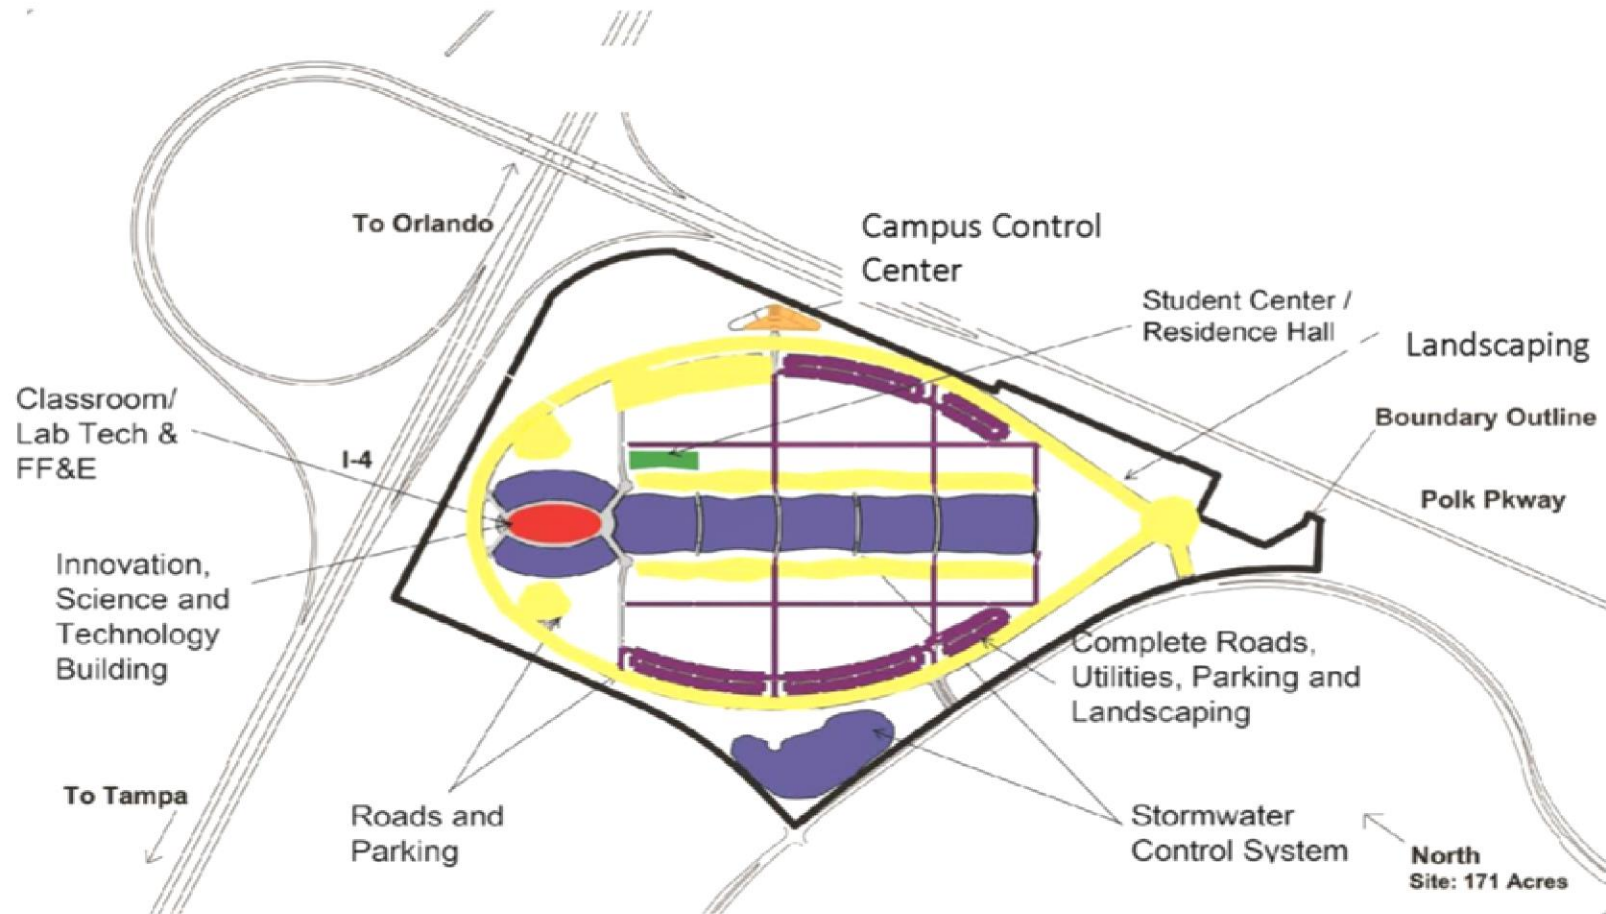 To Orlando
Campus Control
Center
Student Center /
Residence Hall
Landscaping
Classroom/
Lab Tech &
FF&E
I-4
Boundary Outline
Polk Pkway
Innovation,
Science and
Technology
Building
Complete Roads,
Utilities, Parking and
Landscaping
To Tampa
Roads and
Parking
Stormwater
Control System
North
Site: 171 Acres